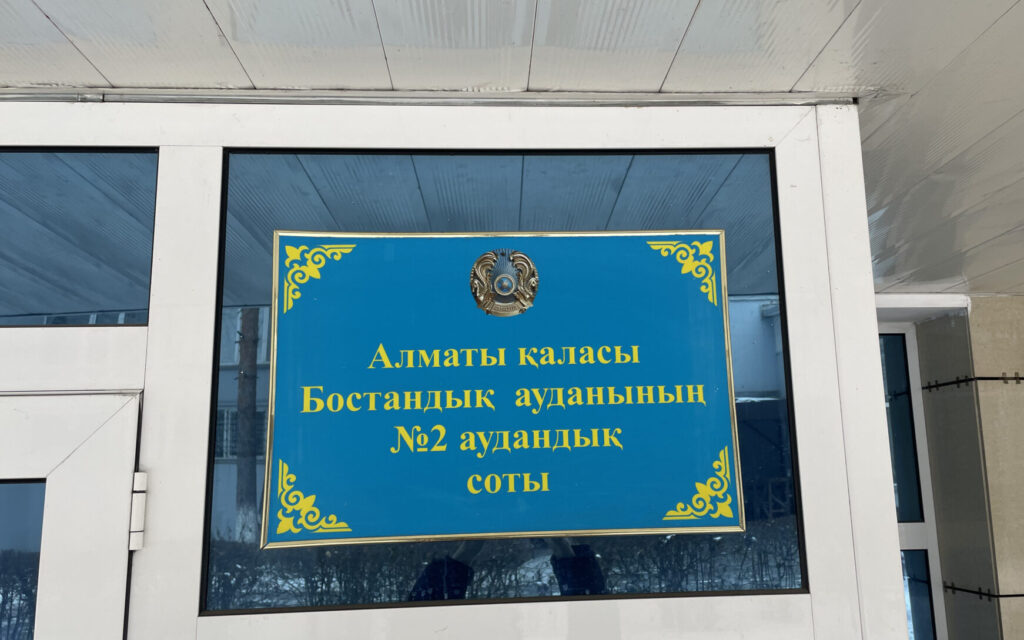 Алматы қаласы
Бостандық ауданының
№2 аудандық
соты